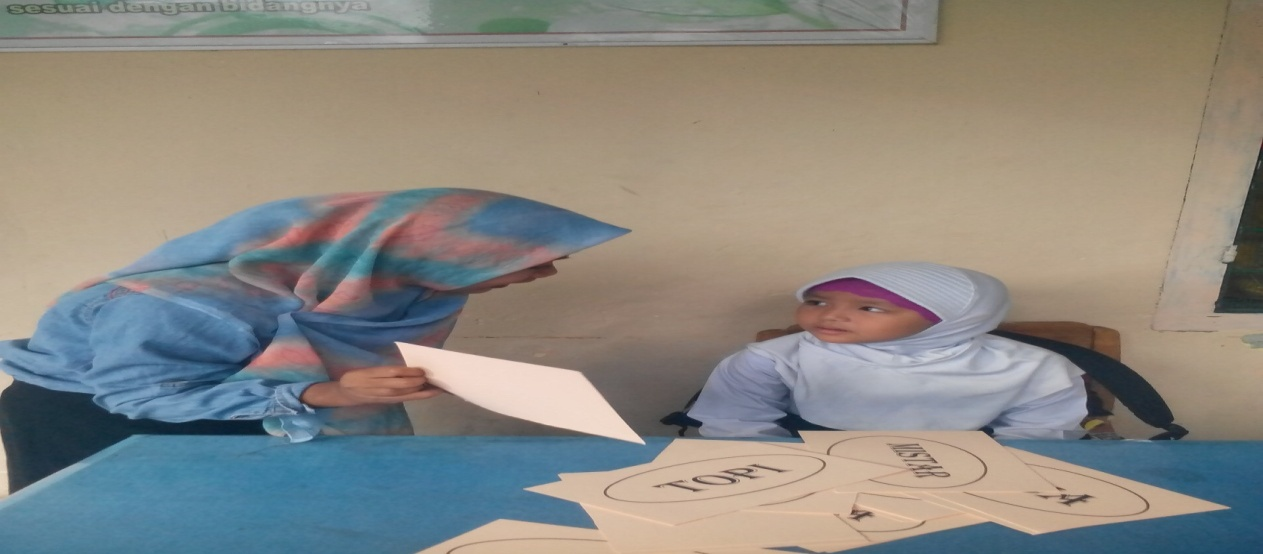 sesuai dengan bidangnya
TOPI
MISTAR